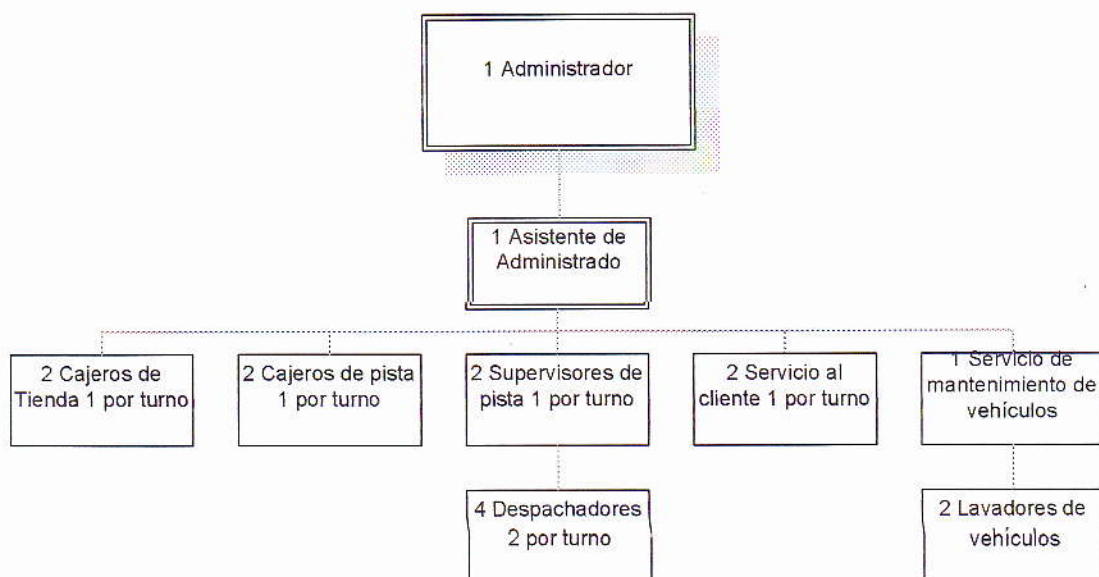 1 Administrador
1 Asistente de
Administrado
2 Cajeros de
Tienda 1 por turno
2 Cajeros de pista
1 por turno
2 Supervisores de
pista 1 por turno
2 Servicio al
cliente 1 por turno
1 Servicio de
mantenimiento de
vehículos
4 Despachadores
2 por turno
2 Lavadores de
vehículos